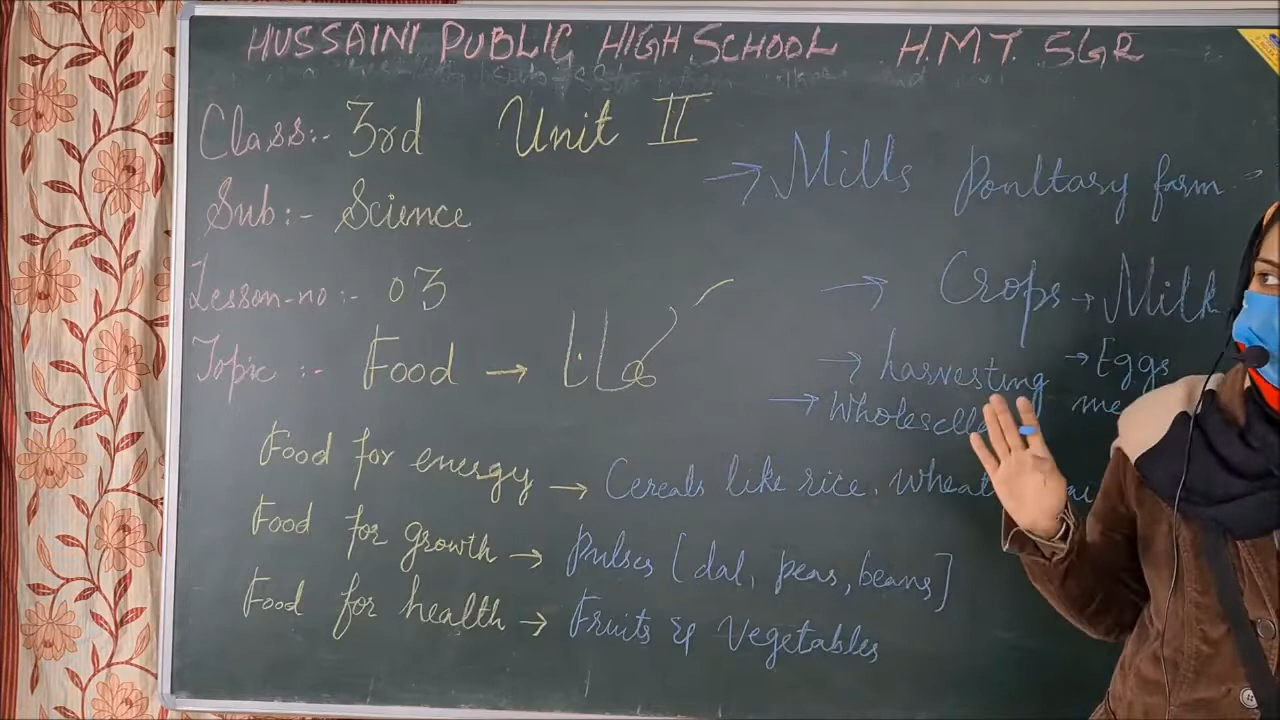 HUSSAINI PUBLIC HIGH SCHOOL H.M.T. SGR
Class:- 3rd Unit II
Sub:- Science
Lesson-no:- 03
Topic:- Food → کھانا
→ Mills Poultary farm →
→ Crops → Milk
→ harvesting → Eggs
→ Wholeselle
Food for energy → Cereals like rice, wheat
Food for growth → Pulses [dal, peas, beans]
Food for health → Fruits & Vegetables